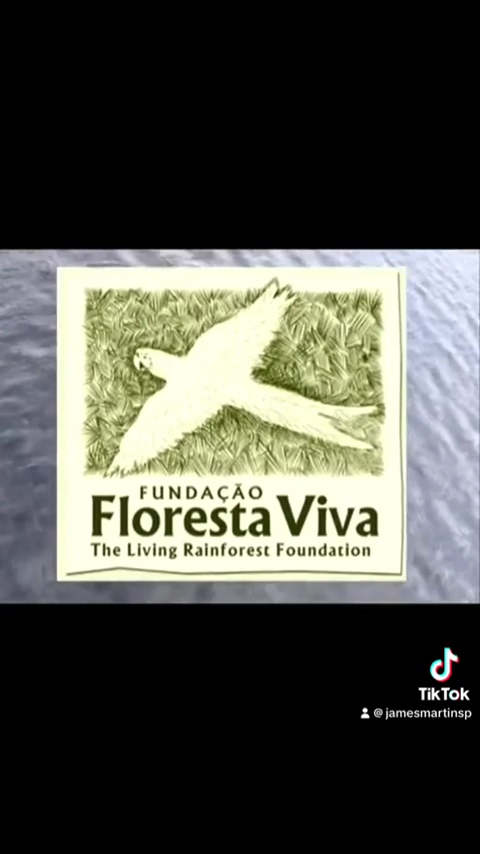 FUNDAÇÃO
Floresta Viva
The Living Rainforest Foundation
TikTok
@jamesmartinsp